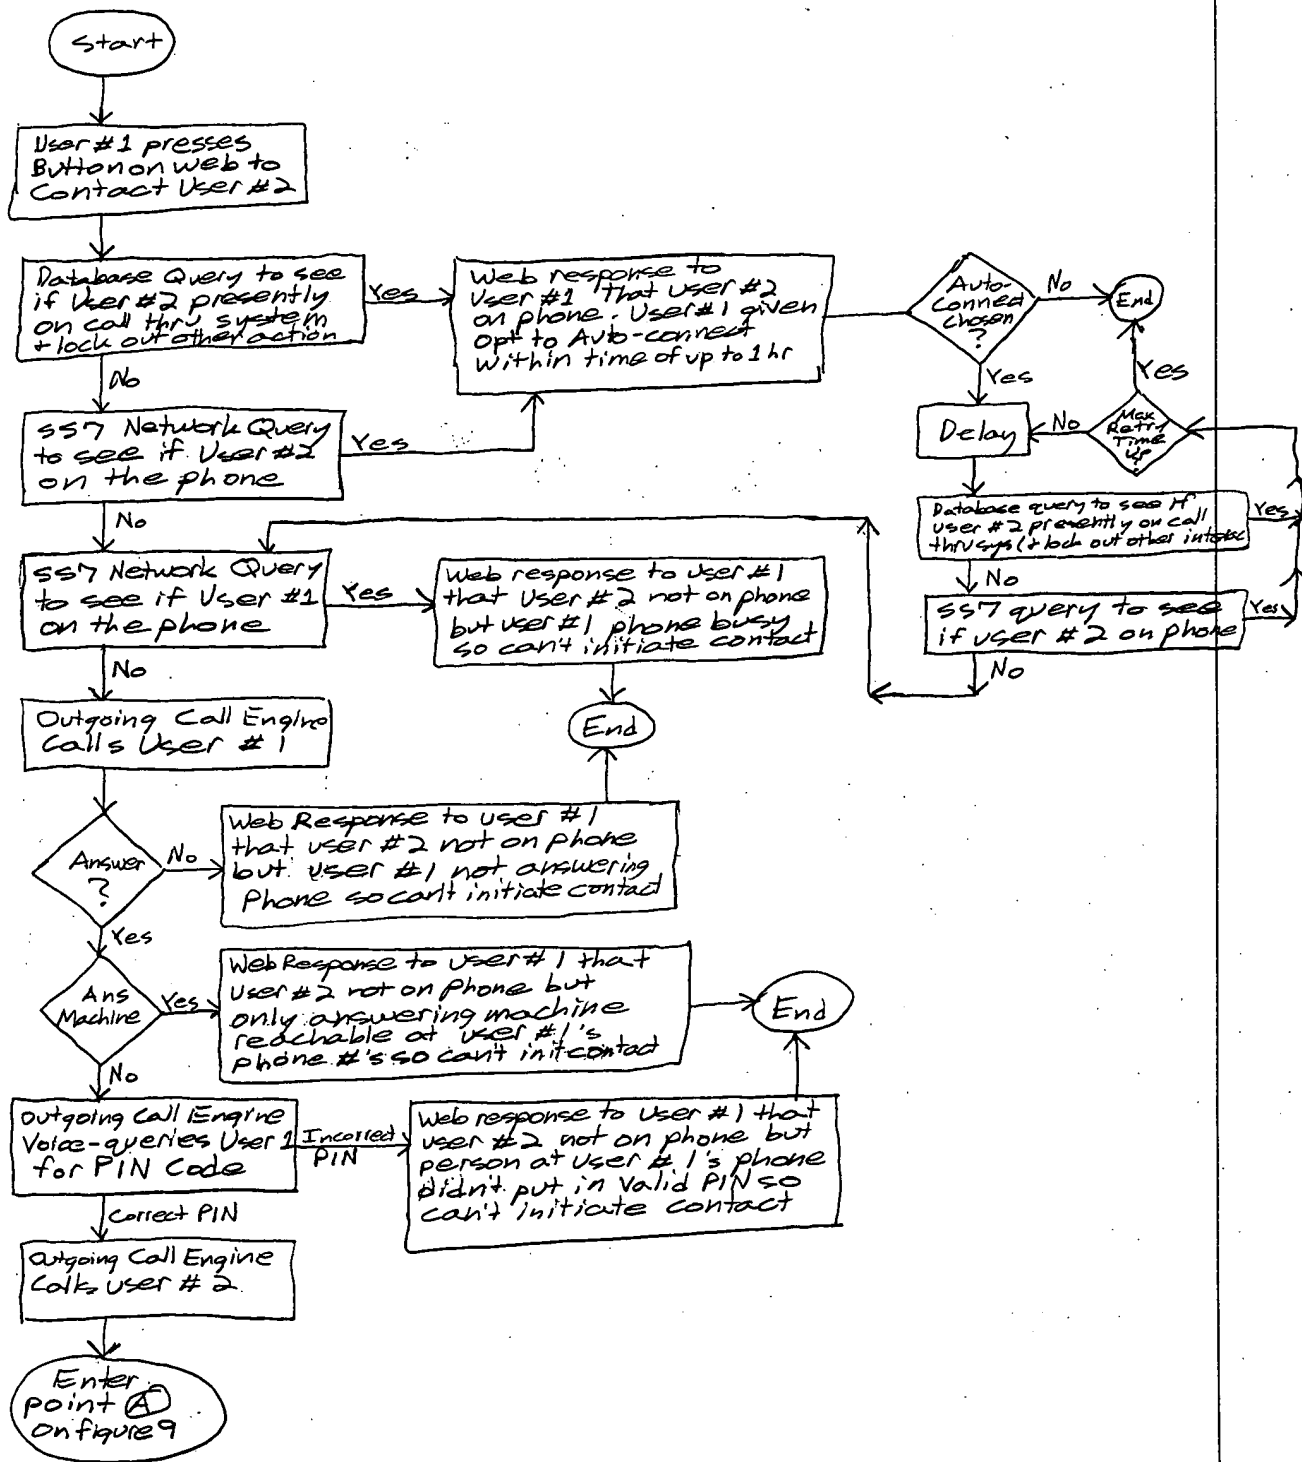 Start
User #1 presses
Button on web to
Contact User #2
Database Query to see
if User #2 presently
on call thru system
+ lock out other action
Yes
Web response to
User #1 that user #2
on phone. User #1 given
opt to Auto-connect
Within time of up to 1 hr
Auto-
Connect
Chosen
?
No
End
No
Yes
Yes
SS7 Network Query
to see if User #2
on the phone
Yes
Delay
No
Max
Retry
Time
Up?
No
Database query to see if
user #2 presently on call
thru sys (+ lock out other
Yes
SS7 Network Query
to see if User #1
on the phone
Yes
Web response to user #1
that User #2 not on phone
but user #1 phone busy
so can't initiate contact
No
SS7 query to see
if user #2 on phone
Yes
No
No
Outgoing Call Engine
Calls User #1
End
Answer
?
No
Web Response to user #1
that user #2 not on phone
but user #1 not answering
Phone so can't initiate contact
Yes
Ans
Machine
Yes
Web Response to user #1 that
User #2 not on Phone but
only answering machine
reachable at user #1's
phone #'s so can't init contact
End
No
Outgoing Call Engine
Voice-queries User 1
for PIN Code
Incorrect
PIN
Web response to user #1 that
user #2 not on phone but
person at user #1's phone
didn't put in valid PIN so
can't initiate contact
Correct PIN
Outgoing Call Engine
Calls user #2
Enter
point A
on figure 9